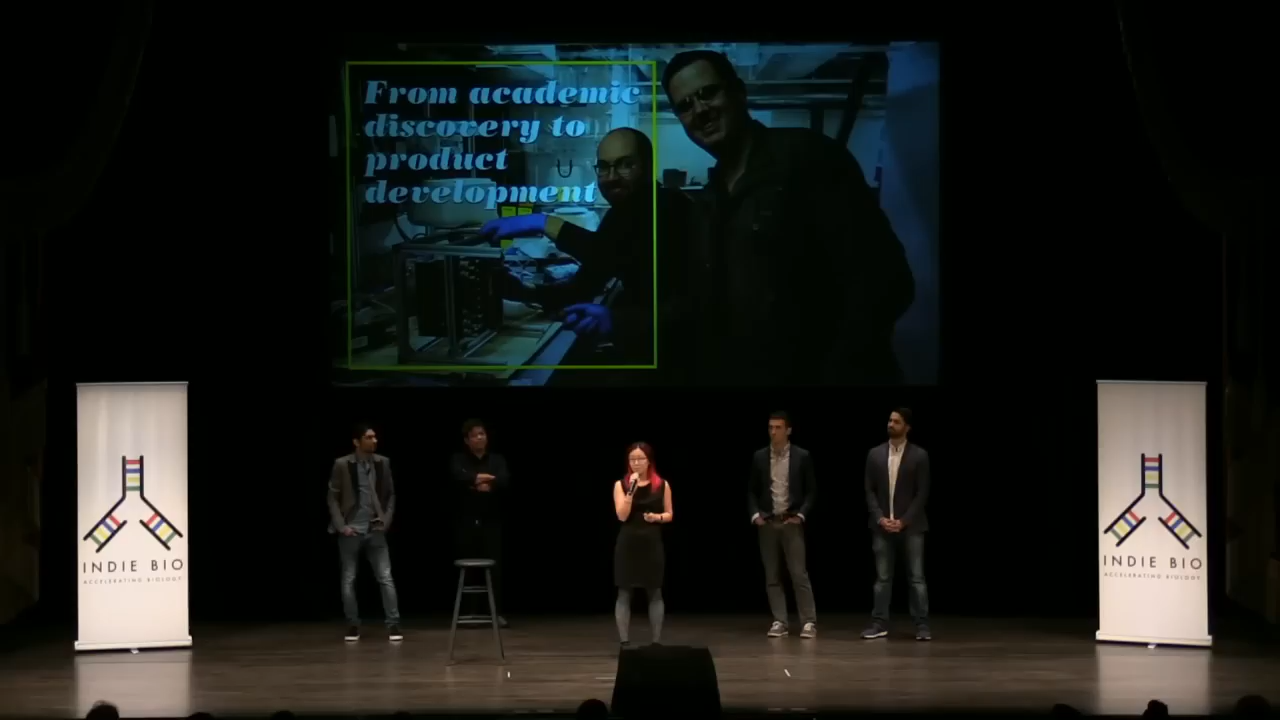 From academic
discovery to
product
development
INDIE BIO
ACCELERATING BIOLOGY
INDIE BIO
ACCELERATING BIOLOGY